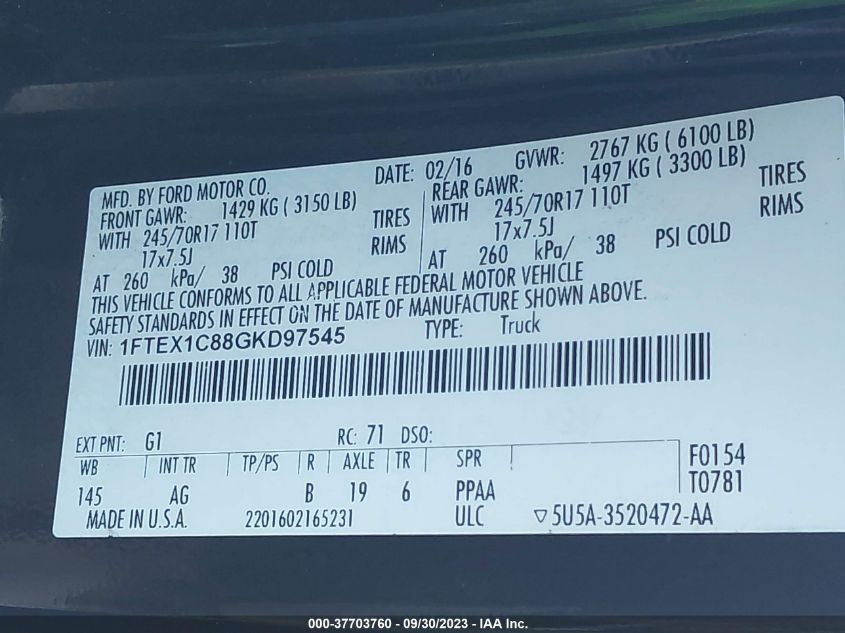 MFD. BY FORD MOTOR CO. DATE: 02/16 GVWR: 2767 KG ( 6100 LB)
FRONT GAWR: 1429 KG ( 3150 LB) REAR GAWR: 1497 KG ( 3300 LB)
WITH 245/70R17 110T TIRES WITH 245/70R17 110T TIRES
17x7.5J RIMS 17x7.5J RIMS
AT 260 kPa/ 38 PSI COLD AT 260 kPa/ 38 PSI COLD
THIS VEHICLE CONFORMS TO ALL APPLICABLE FEDERAL MOTOR VEHICLE
SAFETY STANDARDS IN EFFECT ON THE DATE OF MANUFACTURE SHOWN ABOVE.
VIN: 1FTEX1C88GKD97545 TYPE: Truck
EXT PNT: G1 RC: 71 DSO:
WB INT TR TP/PS R AXLE TR SPR F0154
145 AG B 19 6 PPAA T0781
MADE IN U.S.A. 2201602165231 ULC ▽5U5A-3520472-AA
000-37703760 - 09/30/2023 - IAA Inc.